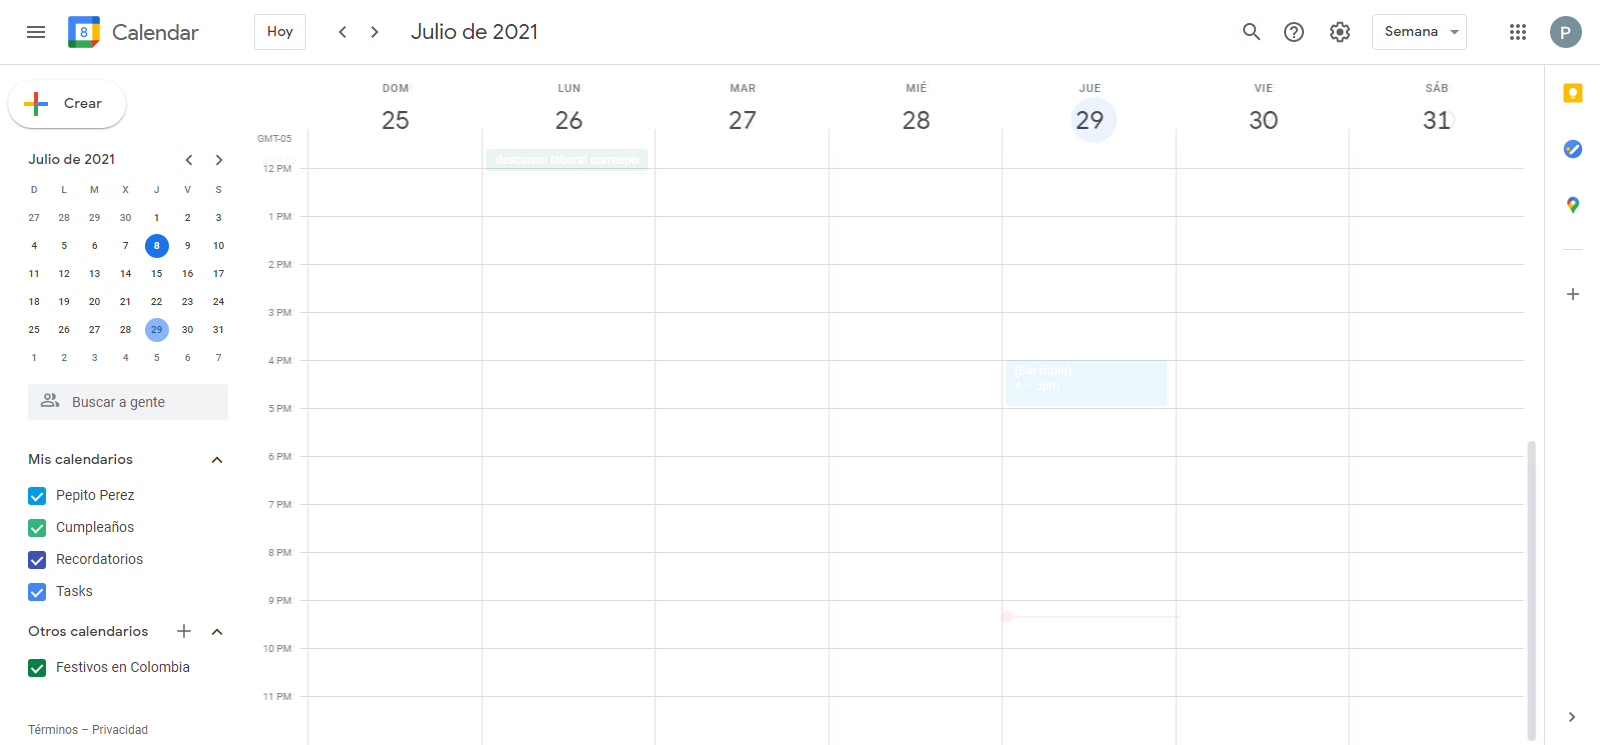 8 Calendar Hoy Julio de 2021 Semana P
Crear
Julio de 2021
D L M X J V S
27 28 29 30 1 2 3
4 5 6 7 8 9 10
11 12 13 14 15 16 17
18 19 20 21 22 23 24
25 26 27 28 29 30 31
1 2 3 4 5 6 7
Buscar a gente
Mis calendarios
Pepito Perez
Cumpleaños
Recordatorios
Tasks
Otros calendarios
Festivos en Colombia
Términos – Privacidad
DOM LUN MAR MIÉ JUE VIE SÁB
25 26 27 28 29 30 31
GMT-05
descanso laboral correspo
12 PM
1 PM
2 PM
3 PM
4 PM
(Sin título)
4 – 5pm
5 PM
6 PM
7 PM
8 PM
9 PM
10 PM
11 PM